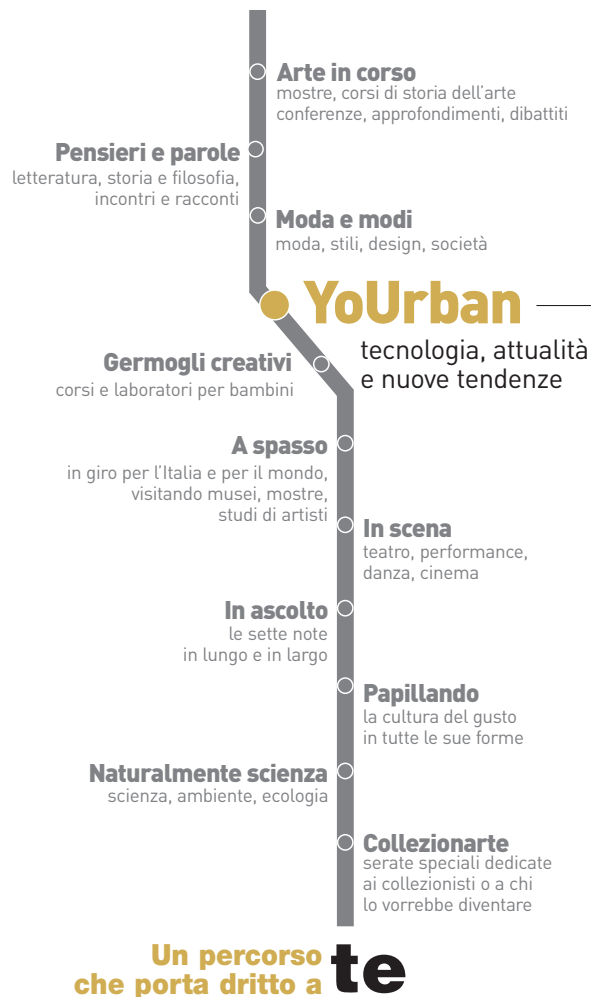 Arte in corso
mostre, corsi di storia dell'arte
conferenze, approfondimenti, dibattiti
Pensieri e parole
letteratura, storia e filosofia,
incontri e racconti
Moda e modi
moda, stili, design, società
YoUrban
tecnologia, attualità
e nuove tendenze
Germogli creativi
corsi e laboratori per bambini
A spasso
in giro per l'Italia e per il mondo,
visitando musei, mostre,
studi di artisti
In scena
teatro, performance,
danza, cinema
In ascolto
le sette note
in lungo e in largo
Papillando
la cultura del gusto
in tutte le sue forme
Naturalmente scienza
scienza, ambiente, ecologia
Collezionarte
serate speciali dedicate
ai collezionisti o a chi
lo vorrebbe diventare
Un percorso
che porta dritto a te